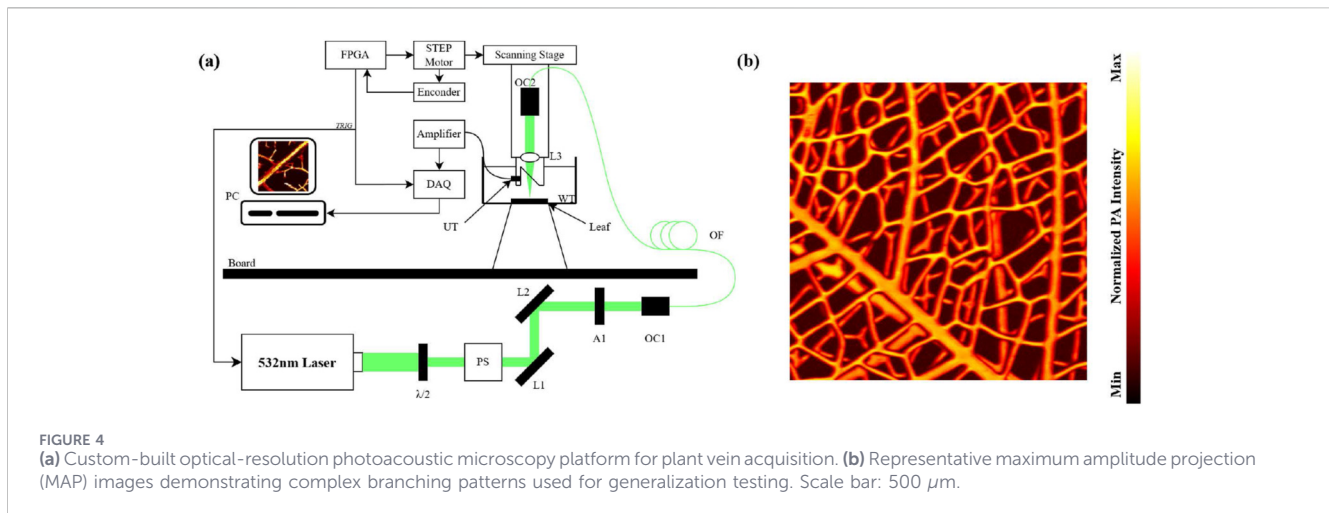 (a)
FPGA
STEP
Motor
Scanning Stage
Enconder
OC2
TRIG
Amplifier
L3
PC
DAQ
WT
UT
Leaf
OF
Board
L2
A1
OC1
532nm Laser
PS
L1
λ/2
(b)
Max
Normalized PA Intensity
Min
FIGURE 4
(a) Custom-built optical-resolution photoacoustic microscopy platform for plant vein acquisition. (b) Representative maximum amplitude projection
(MAP) images demonstrating complex branching patterns used for generalization testing. Scale bar: 500 μm.